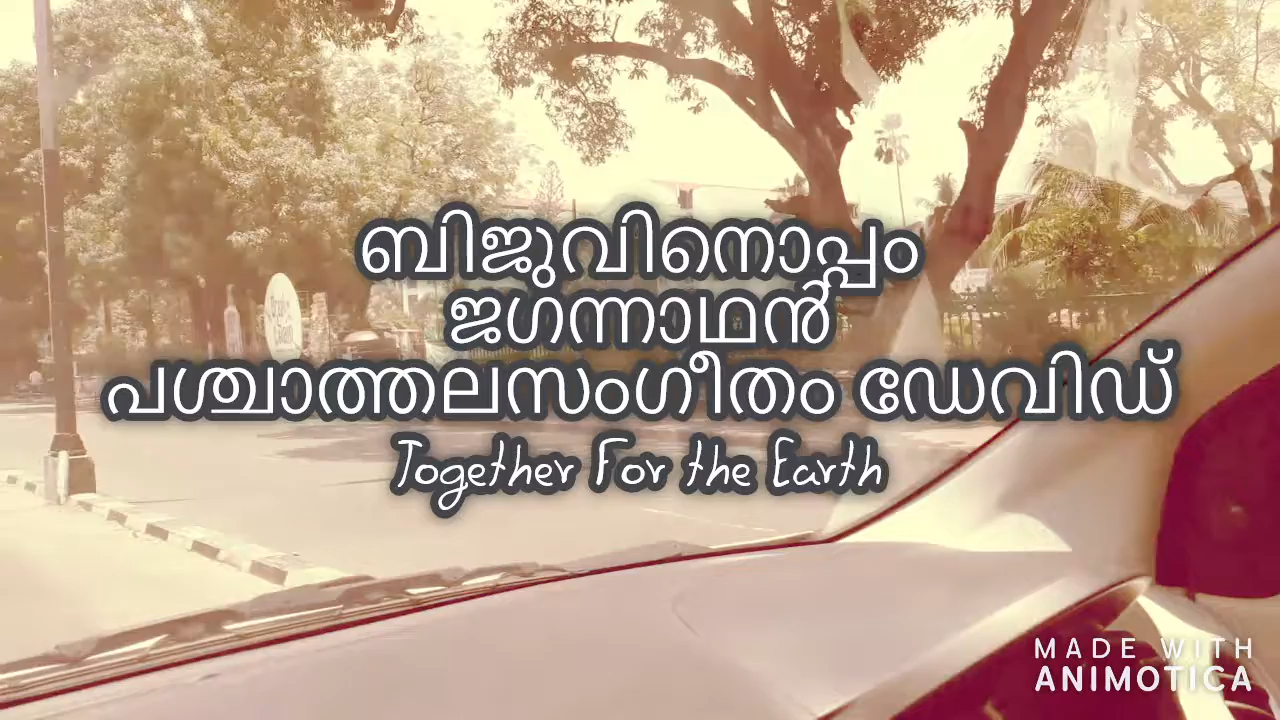 ബിജുവിനൊപ്പം
ജഗന്നാഥൻ
പശ്ചാത്തലസംഗീതം ഡേവിഡ്
Together For the Earth
MADE WITH
ANIMOTICA